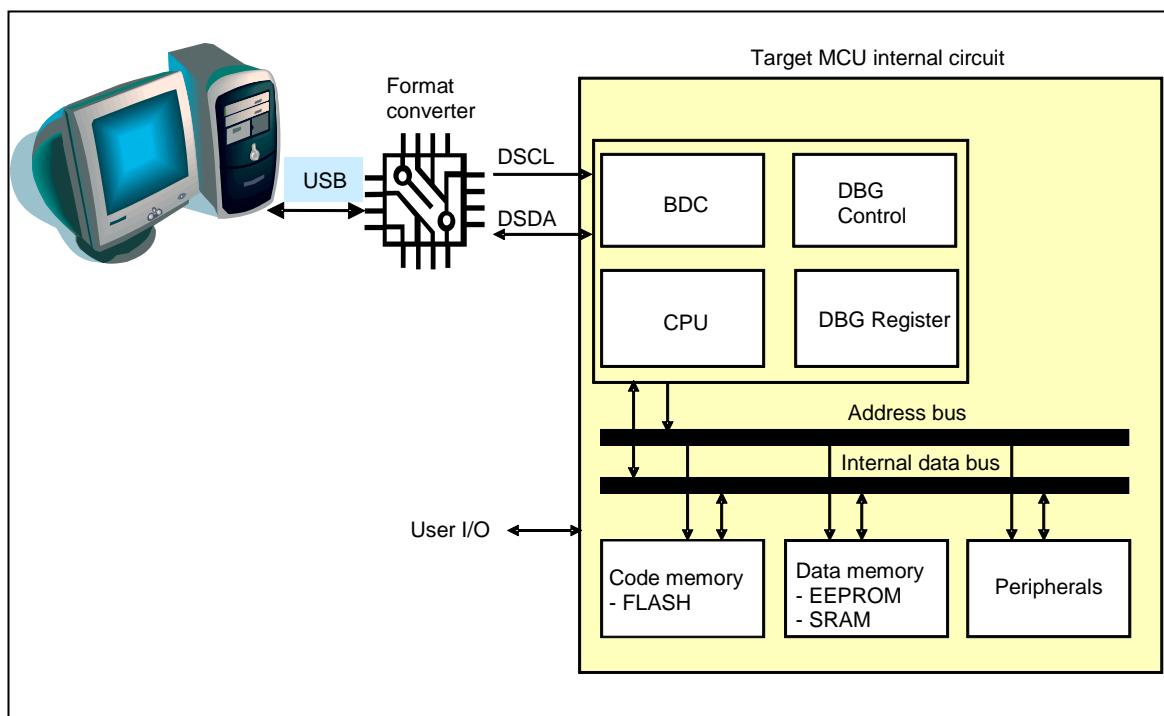 Target MCU internal circuit
Format
converter
USB
DSCL
DSDA
BDC
DBG
Control
CPU
DBG Register
Address bus
Internal data bus
User I/O
Code memory
- FLASH
Data memory
- EEPROM
- SRAM
Peripherals